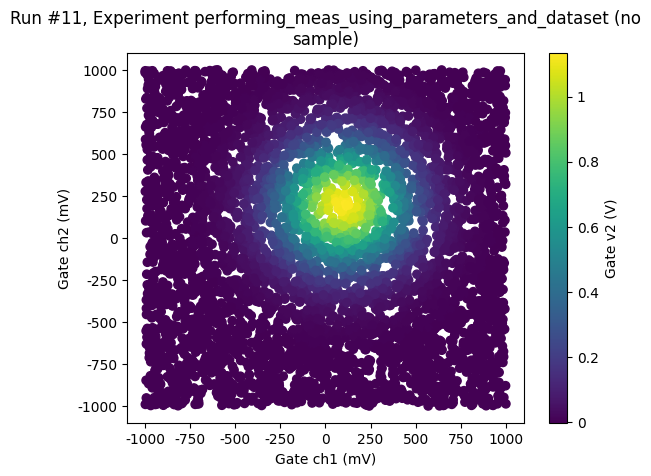 Run #11, Experiment performing_meas_using_parameters_and_dataset (no
sample)
1000
750
500
250
0
-250
-500
-750
-1000
Gate ch2 (mV)
-1000 -750 -500 -250 0 250 500 750 1000
Gate ch1 (mV)
1
0.8
0.6
0.4
0.2
0
Gate v2 (V)